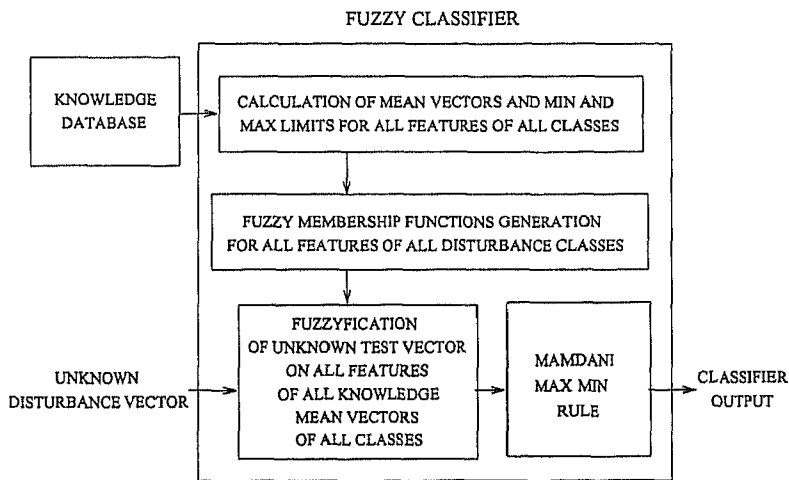 FUZZY CLASSIFIER
KNOWLEDGE
DATABASE
CALCULATION OF MEAN VECTORS AND MIN AND
MAX LIMITS FOR ALL FEATURES OF ALL CLASSES
FUZZY MEMBERSHIP FUNCTIONS GENERATION
FOR ALL FEATURES OF ALL DISTURBANCE CLASSES
UNKNOWN
DISTURBANCE VECTOR
FUZZYFICATION
OF UNKNOWN TEST VECTOR
ON ALL FEATURES
OF ALL KNOWLEDGE
MEAN VECTORS
OF ALL CLASSES
MAMDANI
MAX MIN
RULE
CLASSIFIER
OUTPUT